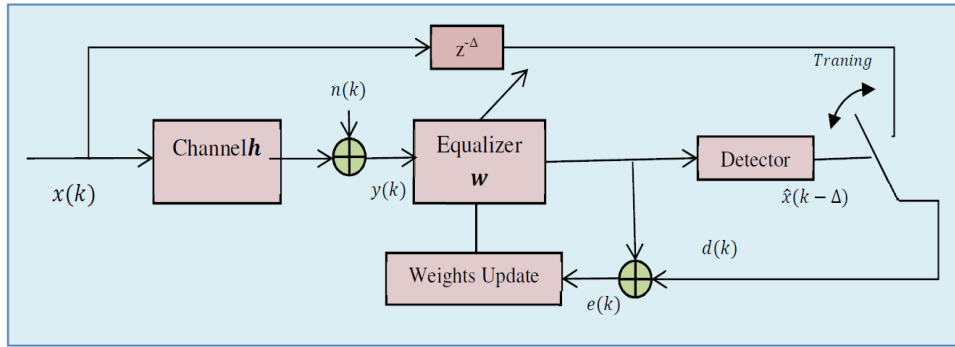 z^{-Δ}
Traning
n(k)
Channel h
Equalizer
w
Detector
x(k)
y(k)
x̂(k − Δ)
d(k)
Weights Update
e(k)